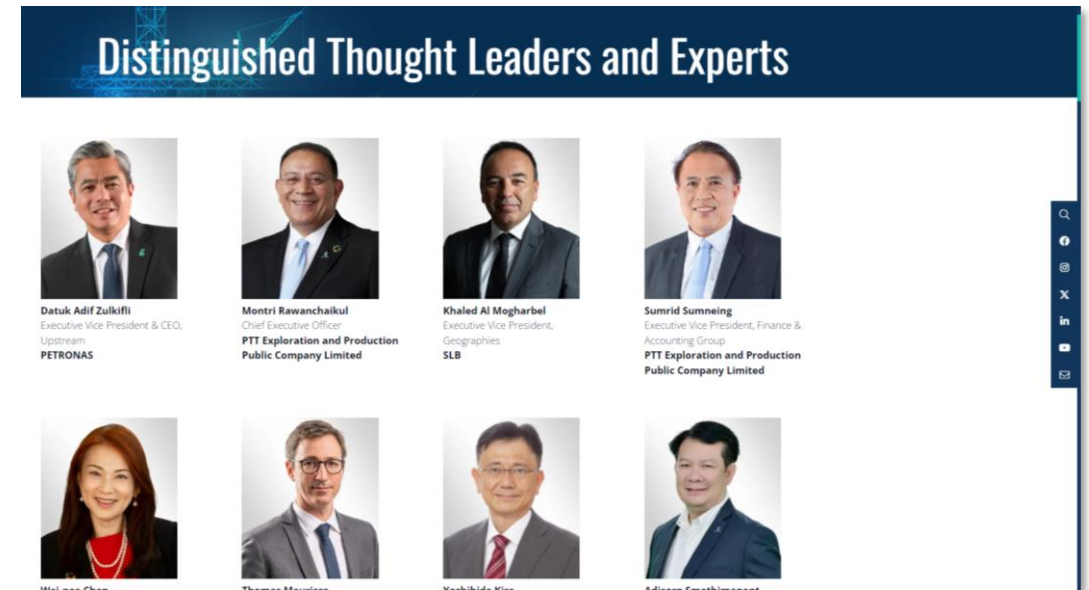 Distinguished Thought Leaders and Experts
Datuk Adif Zulkifli
Executive Vice President & CEO,
Upstream
PETRONAS
Montri Rawanchaikul
Chief Executive Officer
PTT Exploration and Production
Public Company Limited
Khaled Al Mogharbel
Executive Vice President,
Geographies
SLB
Sumrid Sumneing
Executive Vice President, Finance &
Accounting Group
PTT Exploration and Production
Public Company Limited